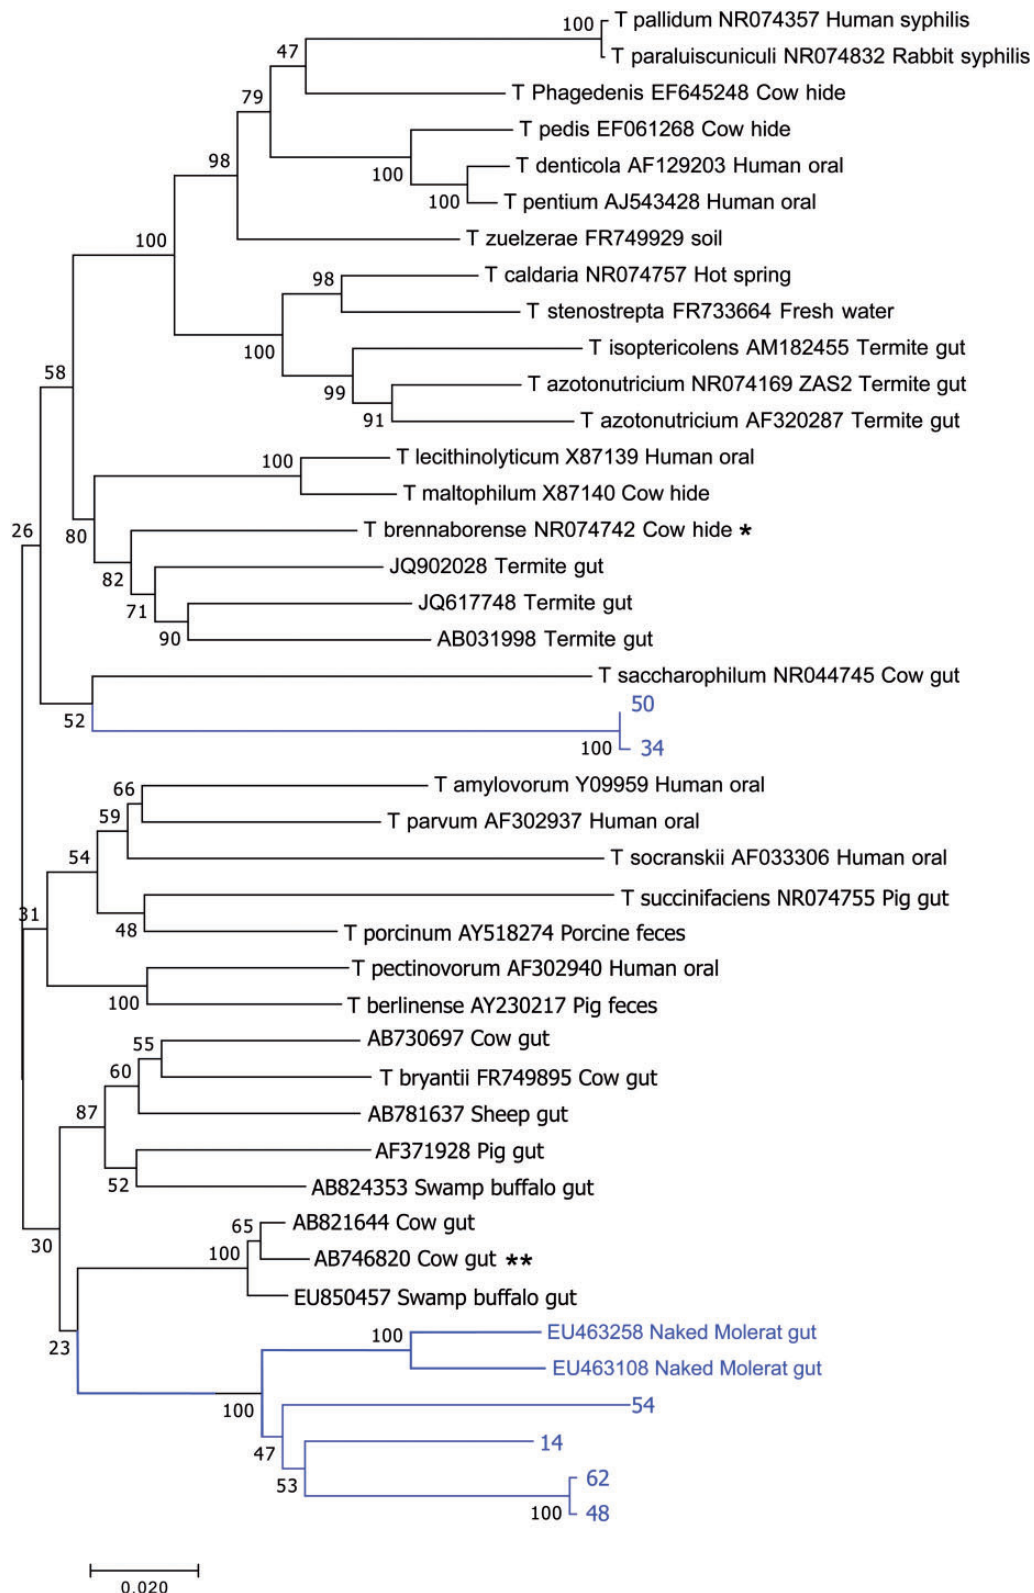 100 T pallidum NR074357 Human syphilis
47
T paraluiscuniculi NR074832 Rabbit syphilis
79
T Phagedenis EF645248 Cow hide
T pedis EF061268 Cow hide
98
100
T denticola AF129203 Human oral
100
T pentium AJ543428 Human oral
100
T zuelzerae FR749929 soil
98
T caldaria NR074757 Hot spring
T stenostrepta FR733664 Fresh water
100
T isoptericolens AM182455 Termite gut
58
99
T azotonutricium NR074169 ZAS2 Termite gut
91
T azotonutricium AF320287 Termite gut
100
T lecithinolyticum X87139 Human oral
T maltophilum X87140 Cow hide
26
80
T brennaborense NR074742 Cow hide *
82
JQ902028 Termite gut
71
JQ617748 Termite gut
90
AB031998 Termite gut
T saccharophilum NR044745 Cow gut
52
50
100
34
66
T amylovorum Y09959 Human oral
59
T parvum AF302937 Human oral
54
T socranskii AF033306 Human oral
31
T succinifaciens NR074755 Pig gut
48
T porcinum AY518274 Porcine feces
T pectinovorum AF302940 Human oral
100
T berlinense AY230217 Pig feces
55
AB730697 Cow gut
60
T bryantii FR749895 Cow gut
87
AB781637 Sheep gut
AF371928 Pig gut
52
AB824353 Swamp buffalo gut
65
AB821644 Cow gut
30
100
AB746820 Cow gut **
EU850457 Swamp buffalo gut
23
100
EU463258 Naked Molerat gut
EU463108 Naked Molerat gut
100
54
47
14
53
62
100
48
0.020